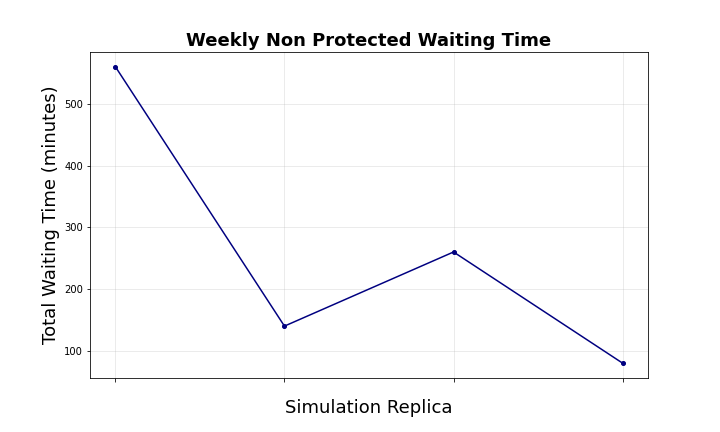 Weekly Non Protected Waiting Time
Total Waiting Time (minutes)
500
400
300
200
100
Simulation Replica